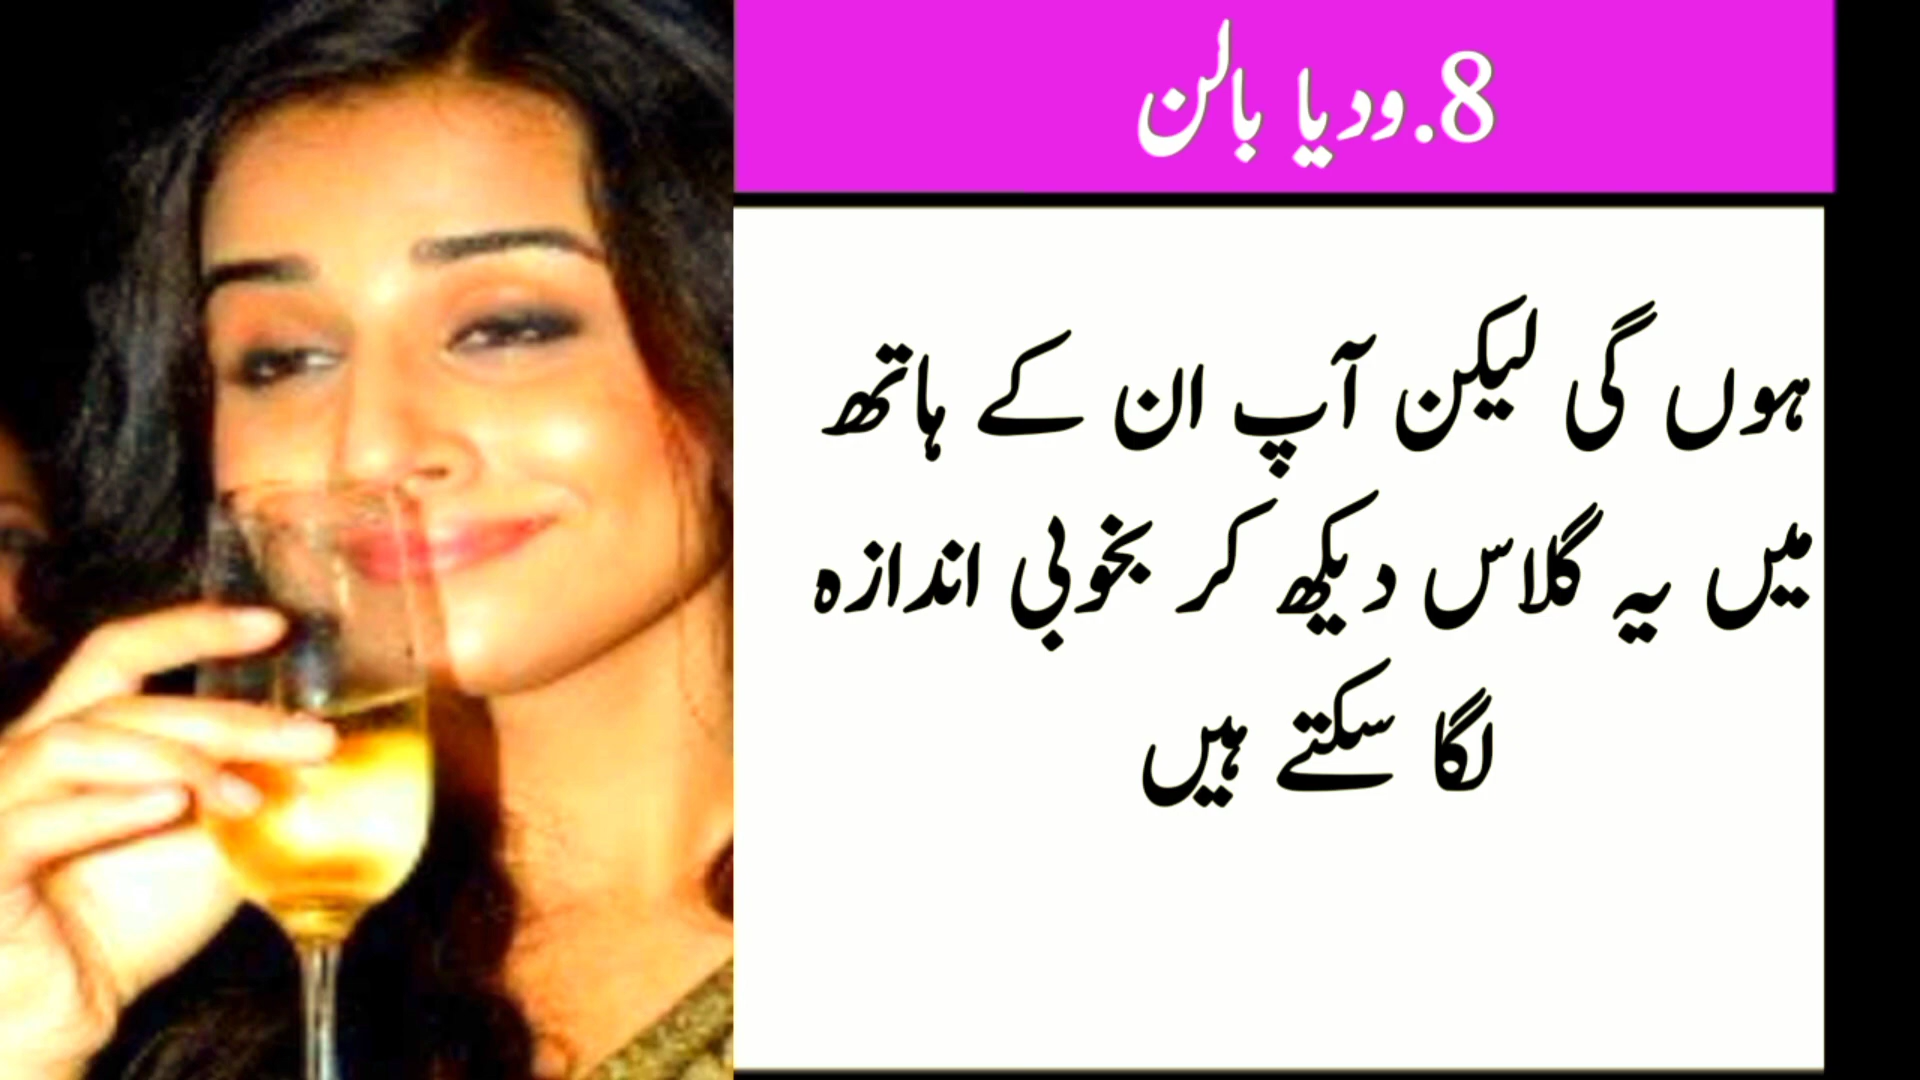 8.ودیا بالن
ہوں گی لیکن آپ ان کے ہاتھ
میں یہ گلاس دیکھ کر بخوبی اندازہ
لگا سکتے ہیں